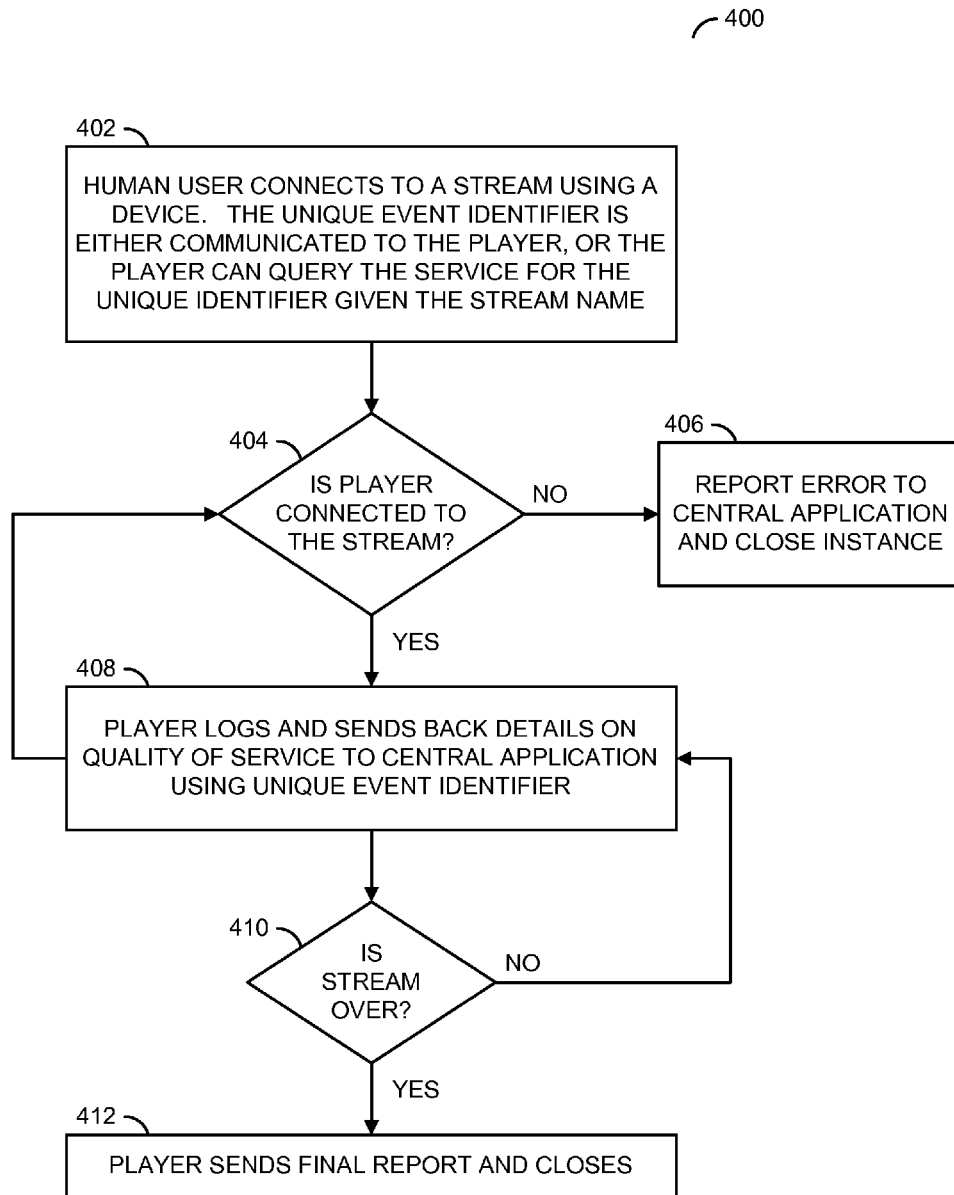 400
402
HUMAN USER CONNECTS TO A STREAM USING A
DEVICE. THE UNIQUE EVENT IDENTIFIER IS
EITHER COMMUNICATED TO THE PLAYER, OR THE
PLAYER CAN QUERY THE SERVICE FOR THE
UNIQUE IDENTIFIER GIVEN THE STREAM NAME
404
IS PLAYER
CONNECTED TO
THE STREAM?
NO
406
REPORT ERROR TO
CENTRAL APPLICATION
AND CLOSE INSTANCE
YES
408
PLAYER LOGS AND SENDS BACK DETAILS ON
QUALITY OF SERVICE TO CENTRAL APPLICATION
USING UNIQUE EVENT IDENTIFIER
410
IS
STREAM
OVER?
NO
YES
412
PLAYER SENDS FINAL REPORT AND CLOSES